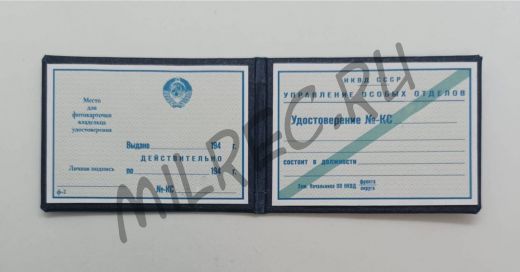 Место
для
фотокарточки
владельца
удостоверения
Выдано 194 г.
ДЕЙСТВИТЕЛЬНО
Личная подпись по 194 г.
ф-2 №-КС
НКВД СССР
УПРАВЛЕНИЕ ОСОБЫХ ОТДЕЛОВ
Удостоверение №-КС
состоит в должности
Зам. Начальника ОО НКВД фронта
округа
MILREC.RU